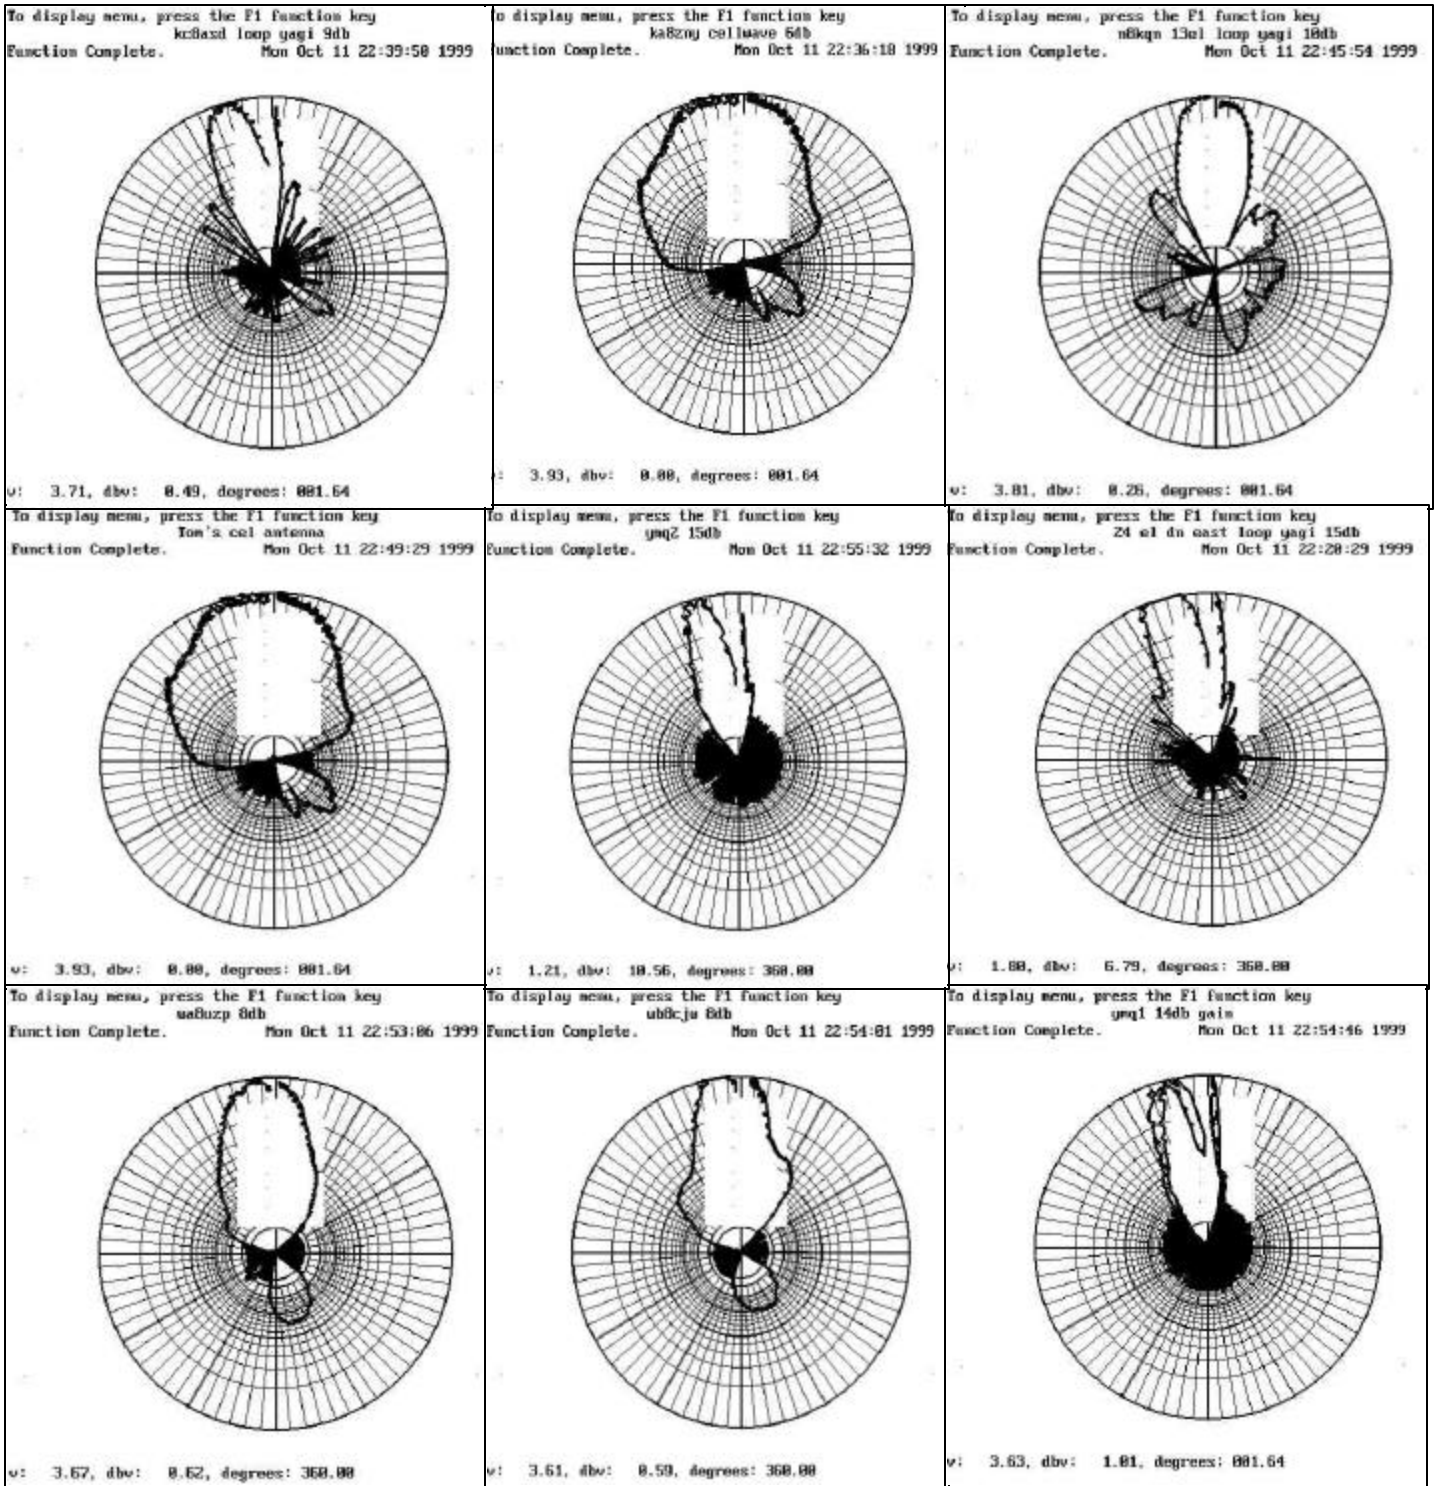 To display menu, press the F1 function key
kc8asd loop yagi 9db
Function Complete. Mon Oct 11 22:39:50 1999
v: 3.71, dbv: 0.49, degrees: 001.64
To display menu, press the F1 function key
ka8zny cellwave 6db
Function Complete. Mon Oct 11 22:36:18 1999
: 3.93, dbv: 0.00, degrees: 001.64
To display menu, press the F1 function key
n8kqn 13el loop yagi 10db
Function Complete. Mon Oct 11 22:45:54 1999
v: 3.81, dbv: 0.26, degrees: 001.64
To display menu, press the F1 function key
Tom's cel antenna
Function Complete. Mon Oct 11 22:49:29 1999
v: 3.93, dbv: 0.00, degrees: 001.64
To display menu, press the F1 function key
ymq2 15db
Function Complete. Mon Oct 11 22:55:32 1999
v: 1.21, dbv: 10.56, degrees: 360.00
To display menu, press the F1 function key
24 el dn east loop yagi 15db
Function Complete. Mon Oct 11 22:20:29 1999
v: 1.80, dbv: 6.79, degrees: 360.00
To display menu, press the F1 function key
wa8uzp 8db
Function Complete. Mon Oct 11 22:53:06 1999
v: 3.67, dbv: 0.62, degrees: 360.00
To display menu, press the F1 function key
wb8cju 8db
Function Complete. Mon Oct 11 22:54:01 1999
v: 3.61, dbv: 0.59, degrees: 360.00
To display menu, press the F1 function key
ymq1 14db gain
Function Complete. Mon Oct 11 22:54:46 1999
v: 3.63, dbv: 1.01, degrees: 001.64